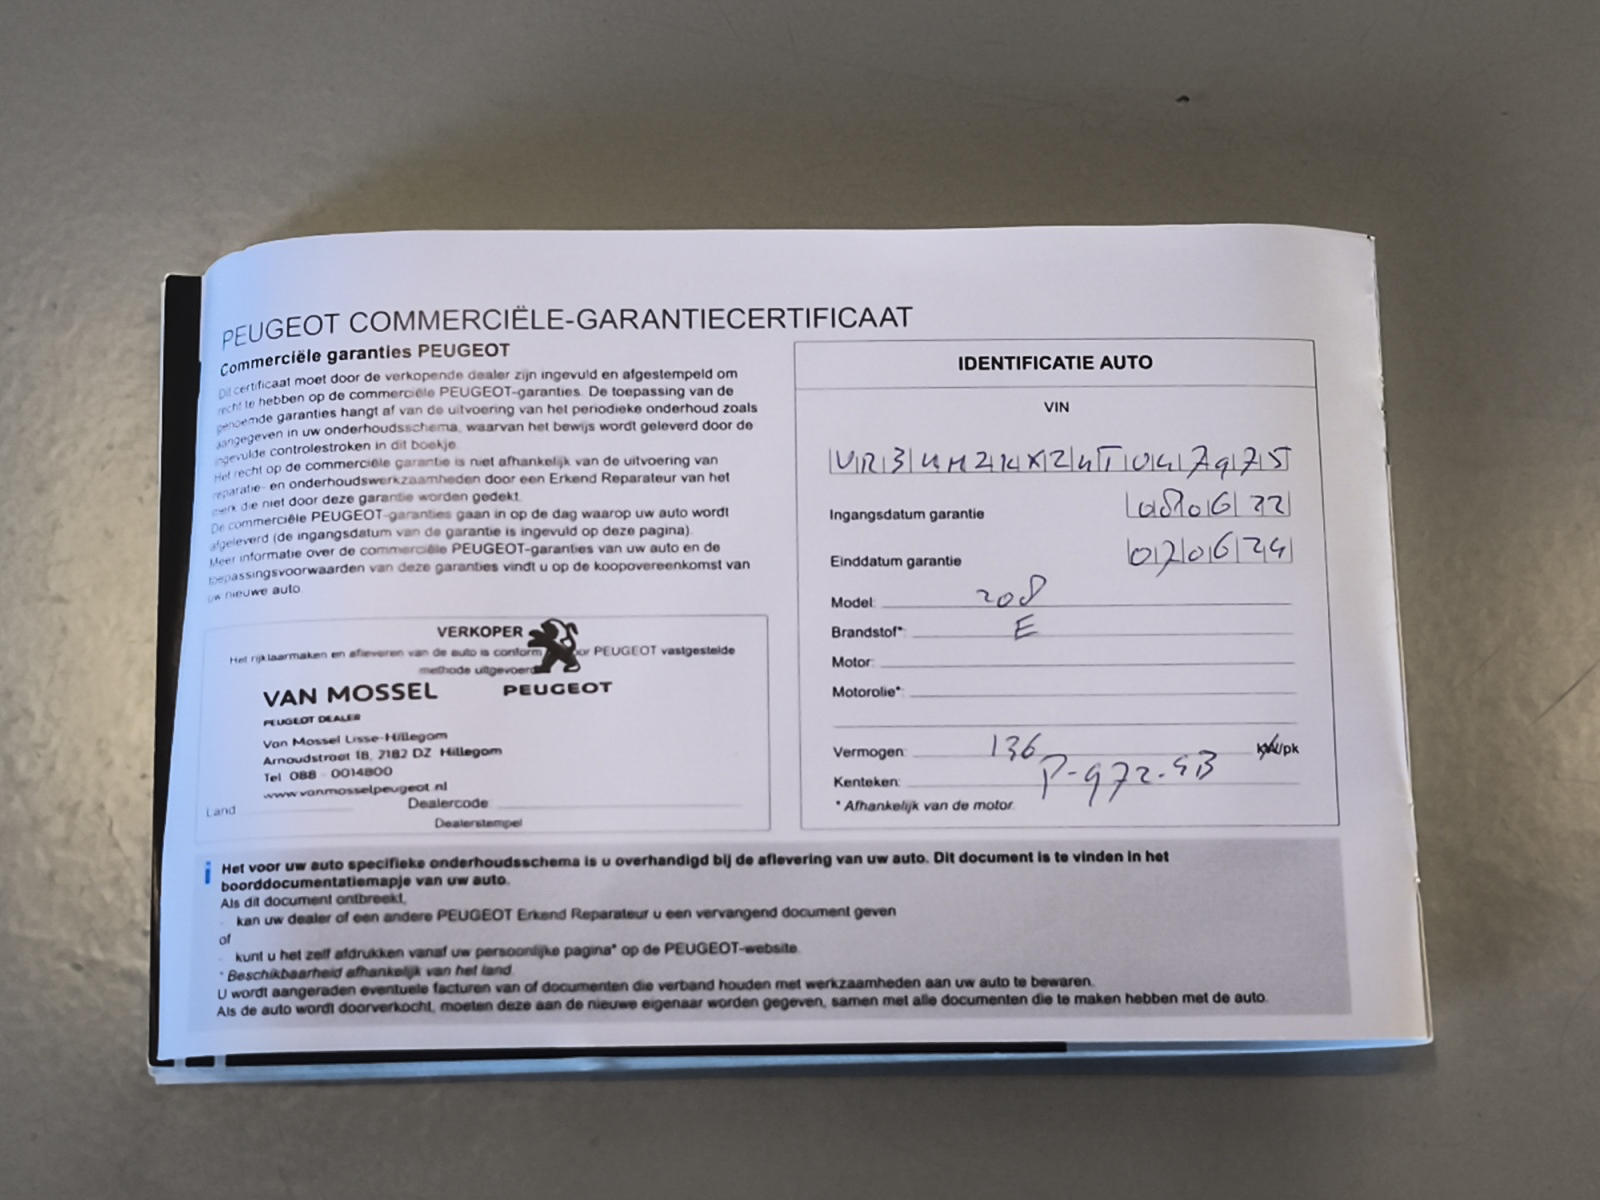 PEUGEOT COMMERCIËLE-GARANTIECERTIFICAAT
Commerciële garanties PEUGEOT
Dit certificaat moet door de verkopende dealer zijn ingevuld en afgestempeld om
recht te hebben op de commerciële PEUGEOT-garanties. De toepassing van de
genoemde garanties hangt af van de uitvoering van het periodieke onderhoud zoals
aangegeven in uw onderhoudsschema, waarvan het bewijs wordt geleverd door de
ingevulde controlestroken in dit boekje.
Het recht op de commerciële garantie is niet afhankelijk van de uitvoering van
reparatie- en onderhoudswerkzaamheden door een Erkend Reparateur van het
merk die niet door deze garantie worden gedekt.
De commerciële PEUGEOT-garanties gaan in op de dag waarop uw auto wordt
afgeleverd (de ingangsdatum van de garantie is ingevuld op deze pagina).
Meer informatie over de commerciële PEUGEOT-garanties van uw auto en de
toepassingsvoorwaarden van deze garanties vindt u op de koopovereenkomst van
uw nieuwe auto.
VERKOPER
Het rijklaarmaken en afleveren van de auto is conform PEUGEOT vastgestelde
methode uitgevoerd
VAN MOSSEL PEUGEOT
PEUGEOT DEALER
Van Mossel Lisse-Hillegom
Arnoudstraat 18, 2182 DZ Hillegom
Tel 088 - 0014800
www.vanmosselpeugeot.nl
Land Dealercode
Dealerstempel
IDENTIFICATIE AUTO
VIN
VR3UHZKXZ4T047975
Ingangsdatum garantie 080622
Einddatum garantie 070624
Model: 208
Brandstof*: E
Motor:
Motorolie*:
Vermogen: 136 kW/pk
Kenteken: P-972-SB
* Afhankelijk van de motor.
i Het voor uw auto specifieke onderhoudsschema is u overhandigd bij de aflevering van uw auto. Dit document is te vinden in het
boorddocumentatiemapje van uw auto.
Als dit document ontbreekt,
- kan uw dealer of een andere PEUGEOT Erkend Reparateur u een vervangend document geven
of
- kunt u het zelf afdrukken vanaf uw persoonlijke pagina* op de PEUGEOT-website.
* Beschikbaarheid afhankelijk van het land.
U wordt aangeraden eventuele facturen van of documenten die verband houden met werkzaamheden aan uw auto te bewaren.
Als de auto wordt doorverkocht, moeten deze aan de nieuwe eigenaar worden gegeven, samen met alle documenten die te maken hebben met de auto.